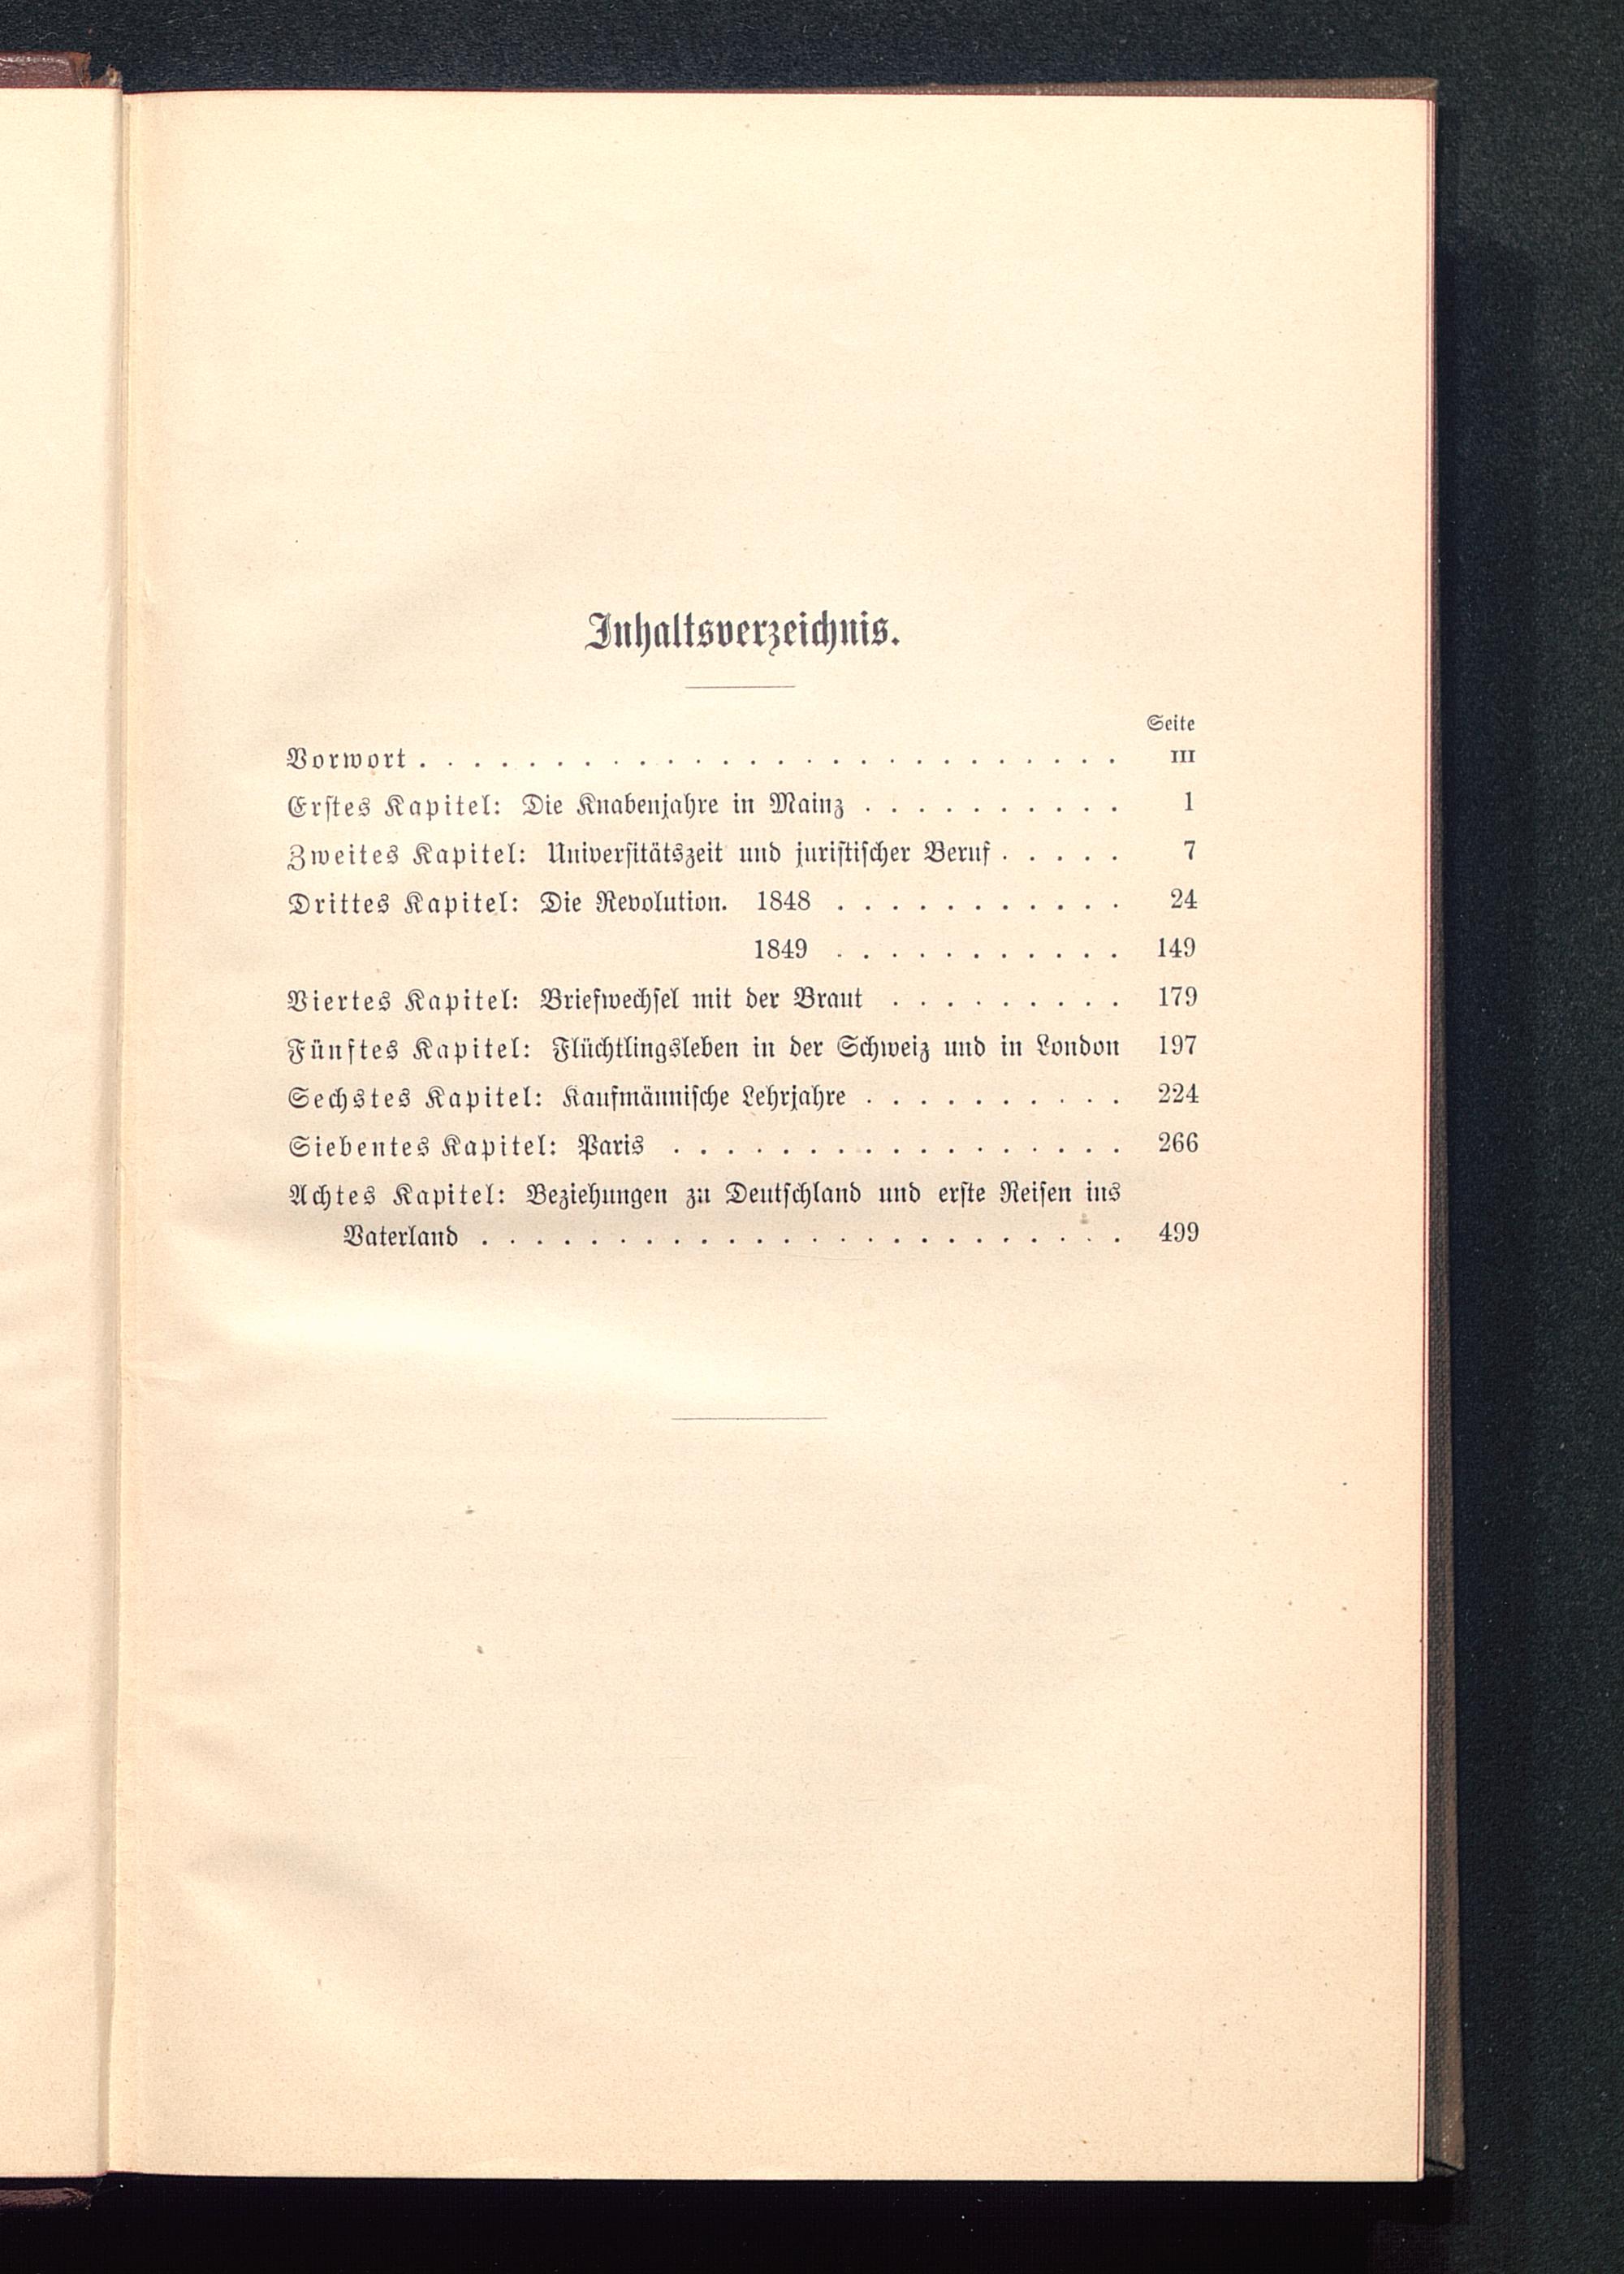 Inhaltsverzeichnis.
Seite
Vorwort . . . . . . . . . . . . . . . . . . . . . . . . . . III
Erstes Kapitel: Die Knabenjahre in Mainz . . . . . . . . . . 1
Zweites Kapitel: Universitätszeit und juristischer Beruf . . . . . 7
Drittes Kapitel: Die Revolution. 1848 . . . . . . . . . . . 24
1849 . . . . . . . . . . . 149
Viertes Kapitel: Briefwechsel mit der Braut . . . . . . . . . 179
Fünftes Kapitel: Flüchtlingsleben in der Schweiz und in London 197
Sechstes Kapitel: Kaufmännische Lehrjahre . . . . . . . . . . 224
Siebentes Kapitel: Paris . . . . . . . . . . . . . . . . . 266
Achtes Kapitel: Beziehungen zu Deutschland und erste Reisen ins
Vaterland . . . . . . . . . . . . . . . . . . . . . . . . 499